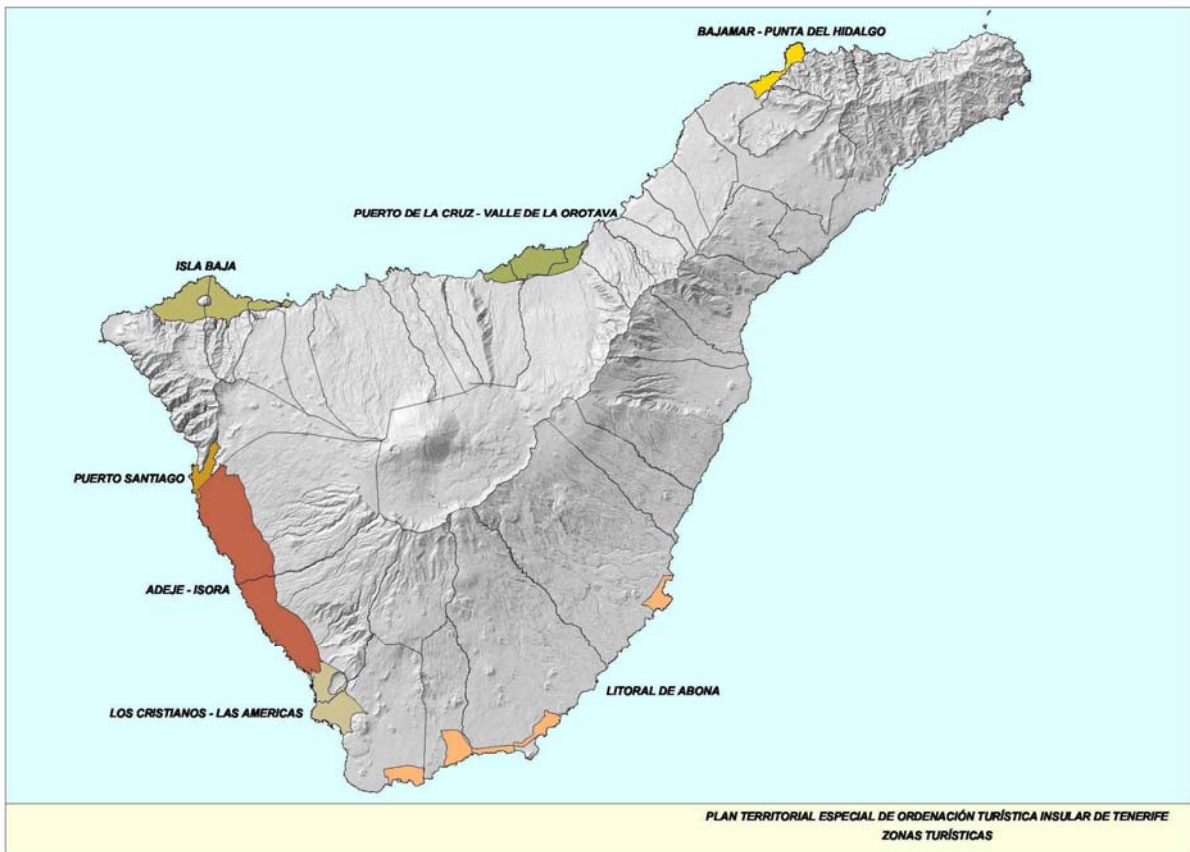 BAJAMAR - PUNTA DEL HIDALGO
PUERTO DE LA CRUZ - VALLE DE LA OROTAVA
ISLA BAJA
PUERTO SANTIAGO
ADEJE - ISORA
LITORAL DE ABONA
LOS CRISTIANOS - LAS AMERICAS
PLAN TERRITORIAL ESPECIAL DE ORDENACIÓN TURÍSTICA INSULAR DE TENERIFE
ZONAS TURÍSTICAS